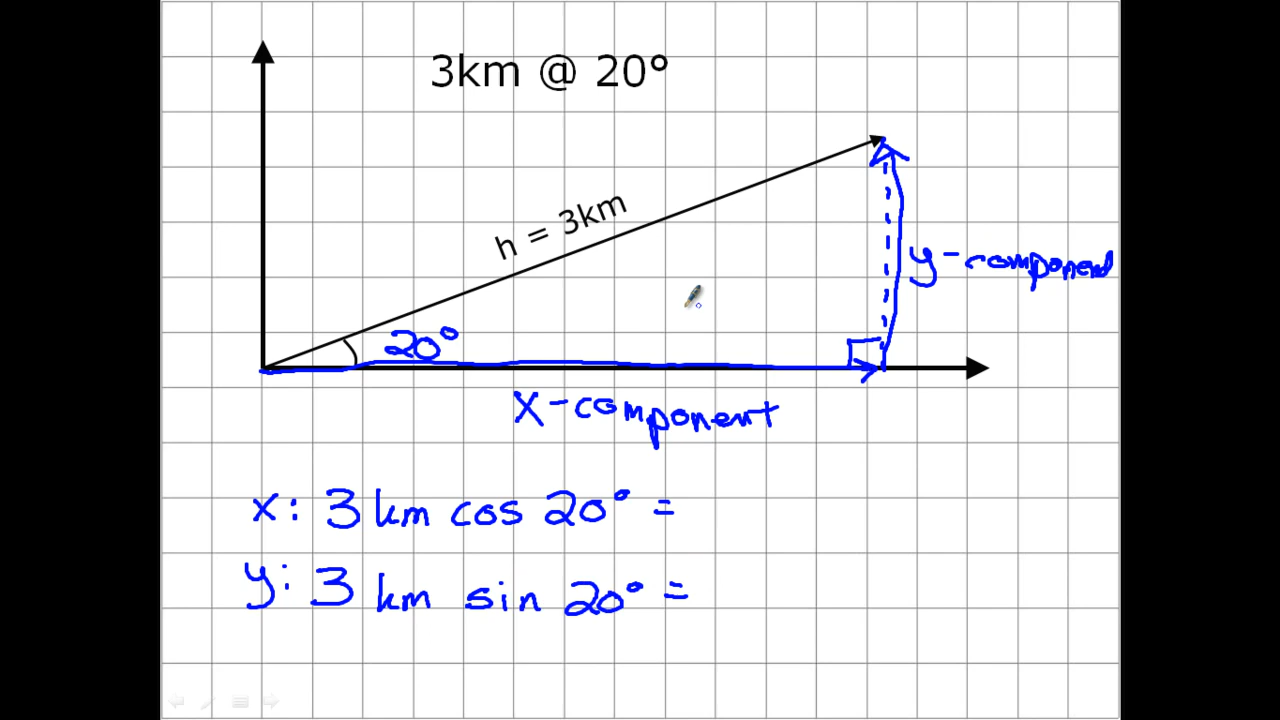 3km @ 20°
h = 3km
y-component
20°
x-component
x: 3 km cos 20° =
y: 3 km sin 20° =